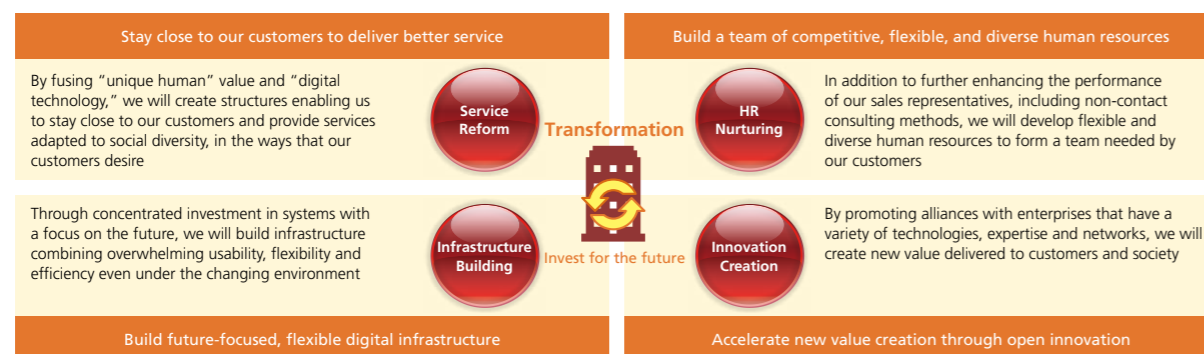 Stay close to our customers to deliver better service
By fusing “unique human” value and “digital
technology,” we will create structures enabling us
to stay close to our customers and provide services
adapted to social diversity, in the ways that our
customers desire
Service
Reform
Build a team of competitive, flexible, and diverse human resources
HR
Nurturing
In addition to further enhancing the performance
of our sales representatives, including non-contact
consulting methods, we will develop flexible and
diverse human resources to form a team needed by
our customers
Transformation
Invest for the future
Through concentrated investment in systems with
a focus on the future, we will build infrastructure
combining overwhelming usability, flexibility and
efficiency even under the changing environment
Infrastructure
Building
Build future-focused, flexible digital infrastructure
Innovation
Creation
By promoting alliances with enterprises that have a
variety of technologies, expertise and networks, we will
create new value delivered to customers and society
Accelerate new value creation through open innovation